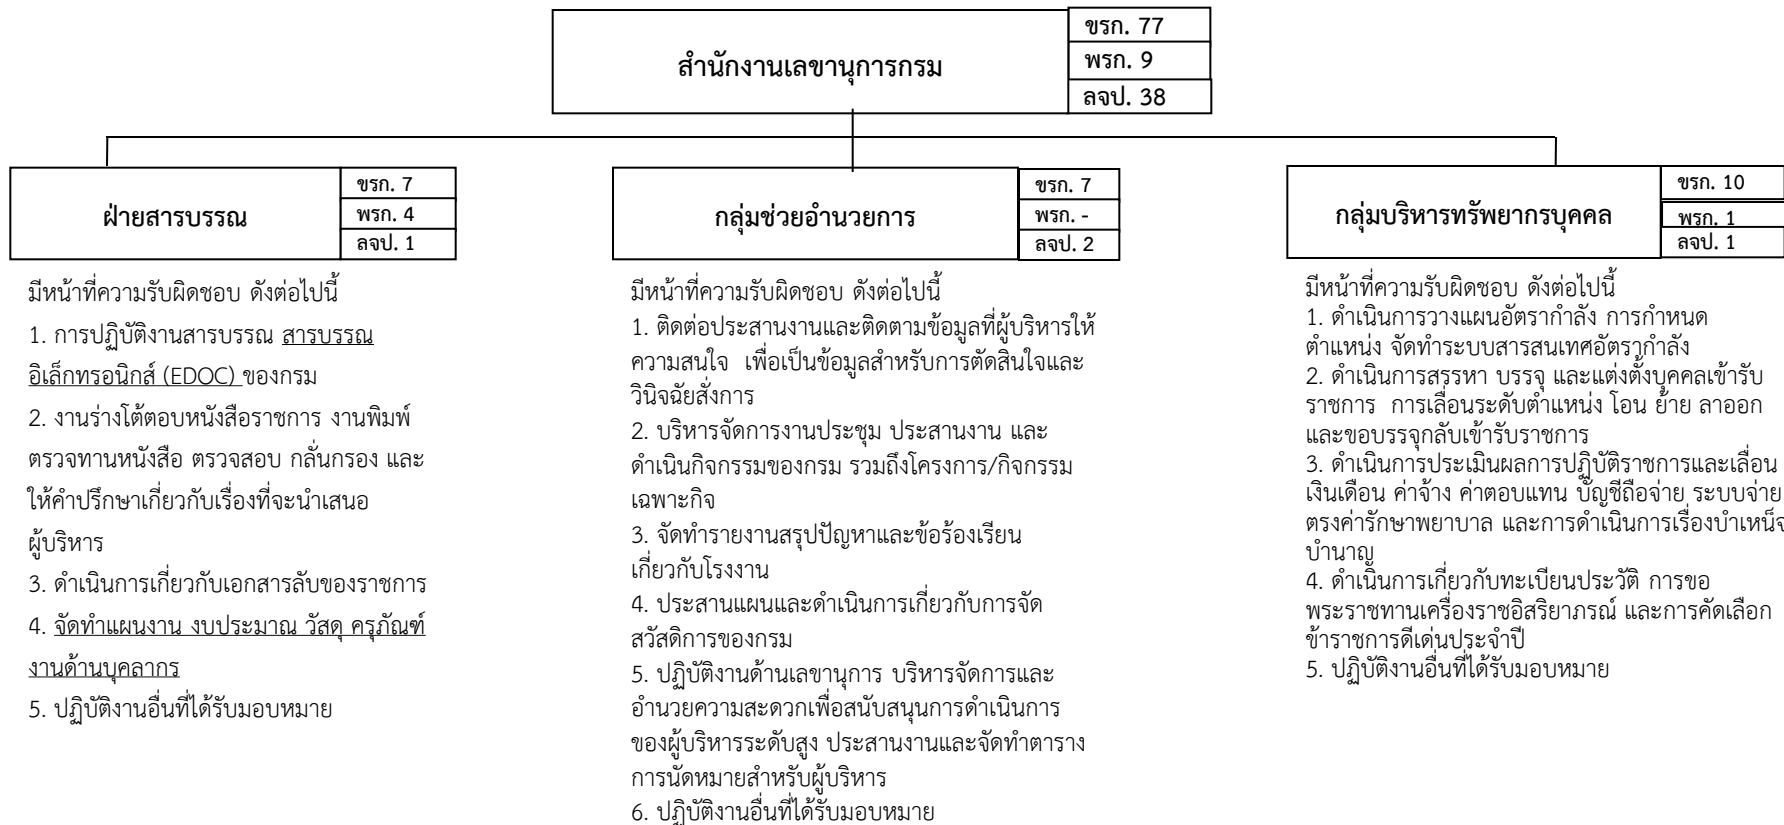 สำนักงานเลขานุการกรม
ขรก. 77
พรก. 9
ลจป. 38
ฝ่ายสารบรรณ
ขรก. 7
พรก. 4
ลจป. 1
มีหน้าที่ความรับผิดชอบ ดังต่อไปนี้
1. การปฏิบัติงานสารบรรณ สารบรรณ
อิเล็กทรอนิกส์ (EDOC) ของกรม
2. งานร่างโต้ตอบหนังสือราชการ งานพิมพ์
ตรวจทานหนังสือ ตรวจสอบ กลั่นกรอง และ
ให้คำปรึกษาเกี่ยวกับเรื่องที่จะนำเสนอ
ผู้บริหาร
3. ดำเนินการเกี่ยวกับเอกสารลับของราชการ
4. จัดทำแผนงาน งบประมาณ วัสดุ ครุภัณฑ์
งานด้านบุคลากร
5. ปฏิบัติงานอื่นที่ได้รับมอบหมาย
กลุ่มช่วยอำนวยการ
ขรก. 7
พรก. -
ลจป. 2
มีหน้าที่ความรับผิดชอบ ดังต่อไปนี้
1. ติดต่อประสานงานและติดตามข้อมูลที่ผู้บริหารให้
ความสนใจ เพื่อเป็นข้อมูลสำหรับการตัดสินใจและ
วินิจฉัยสั่งการ
2. บริหารจัดการงานประชุม ประสานงาน และ
ดำเนินกิจกรรมของกรม รวมถึงโครงการ/กิจกรรม
เฉพาะกิจ
3. จัดทำรายงานสรุปปัญหาและข้อร้องเรียน
เกี่ยวกับโรงงาน
4. ประสานแผนและดำเนินการเกี่ยวกับการจัด
สวัสดิการของกรม
5. ปฏิบัติงานด้านเลขานุการ บริหารจัดการและ
อำนวยความสะดวกเพื่อสนับสนุนการดำเนินการ
ของผู้บริหารระดับสูง ประสานงานและจัดทำตาราง
การนัดหมายสำหรับผู้บริหาร
6. ปฏิบัติงานอื่นที่ได้รับมอบหมาย
กลุ่มบริหารทรัพยากรบุคคล
ขรก. 10
พรก. 1
ลจป. 1
มีหน้าที่ความรับผิดชอบ ดังต่อไปนี้
1. ดำเนินการวางแผนอัตรากำลัง การกำหนด
ตำแหน่ง จัดทำระบบสารสนเทศอัตรากำลัง
2. ดำเนินการสรรหา บรรจุ และแต่งตั้งบุคคลเข้ารับ
ราชการ การเลื่อนระดับตำแหน่ง โอน ย้าย ลาออก
และขอบรรจุกลับเข้ารับราชการ
3. ดำเนินการประเมินผลการปฏิบัติราชการและเลื่อน
เงินเดือน ค่าจ้าง ค่าตอบแทน บัญชีถือจ่าย ระบบจ่าย
ตรงค่ารักษาพยาบาล และการดำเนินการเรื่องบำเหน็จ
บำนาญ
4. ดำเนินการเกี่ยวกับทะเบียนประวัติ การขอ
พระราชทานเครื่องราชอิสริยาภรณ์ และการคัดเลือก
ข้าราชการดีเด่นประจำปี
5. ปฏิบัติงานอื่นที่ได้รับมอบหมาย